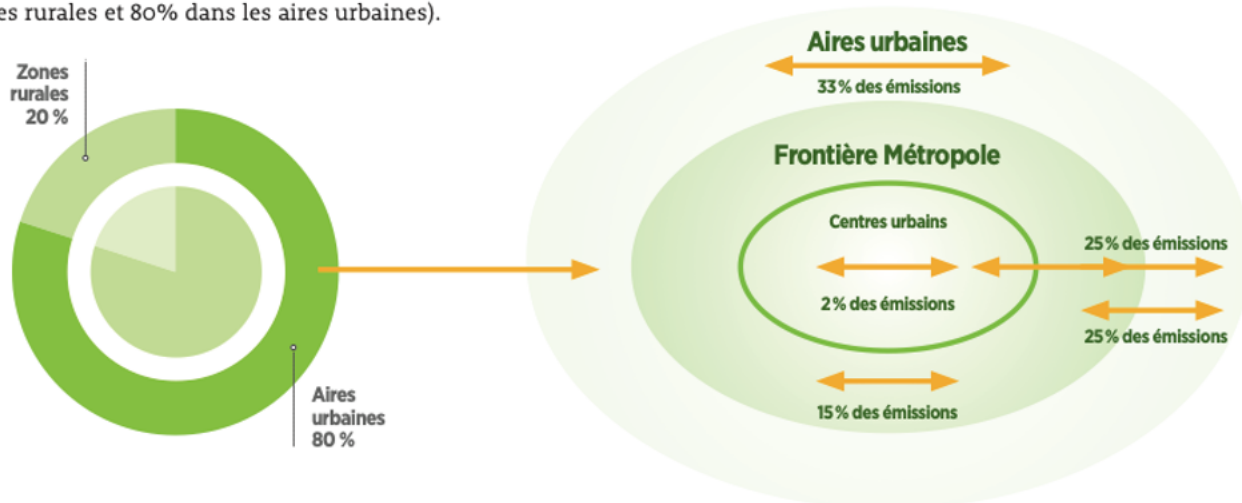 es rurales et 80% dans les aires urbaines).
Zones
rurales
20 %
Aires
urbaines
80 %
Aires urbaines
33 % des émissions
Frontière Métropole
Centres urbains
2 % des émissions
25 % des émissions
25 % des émissions
15 % des émissions